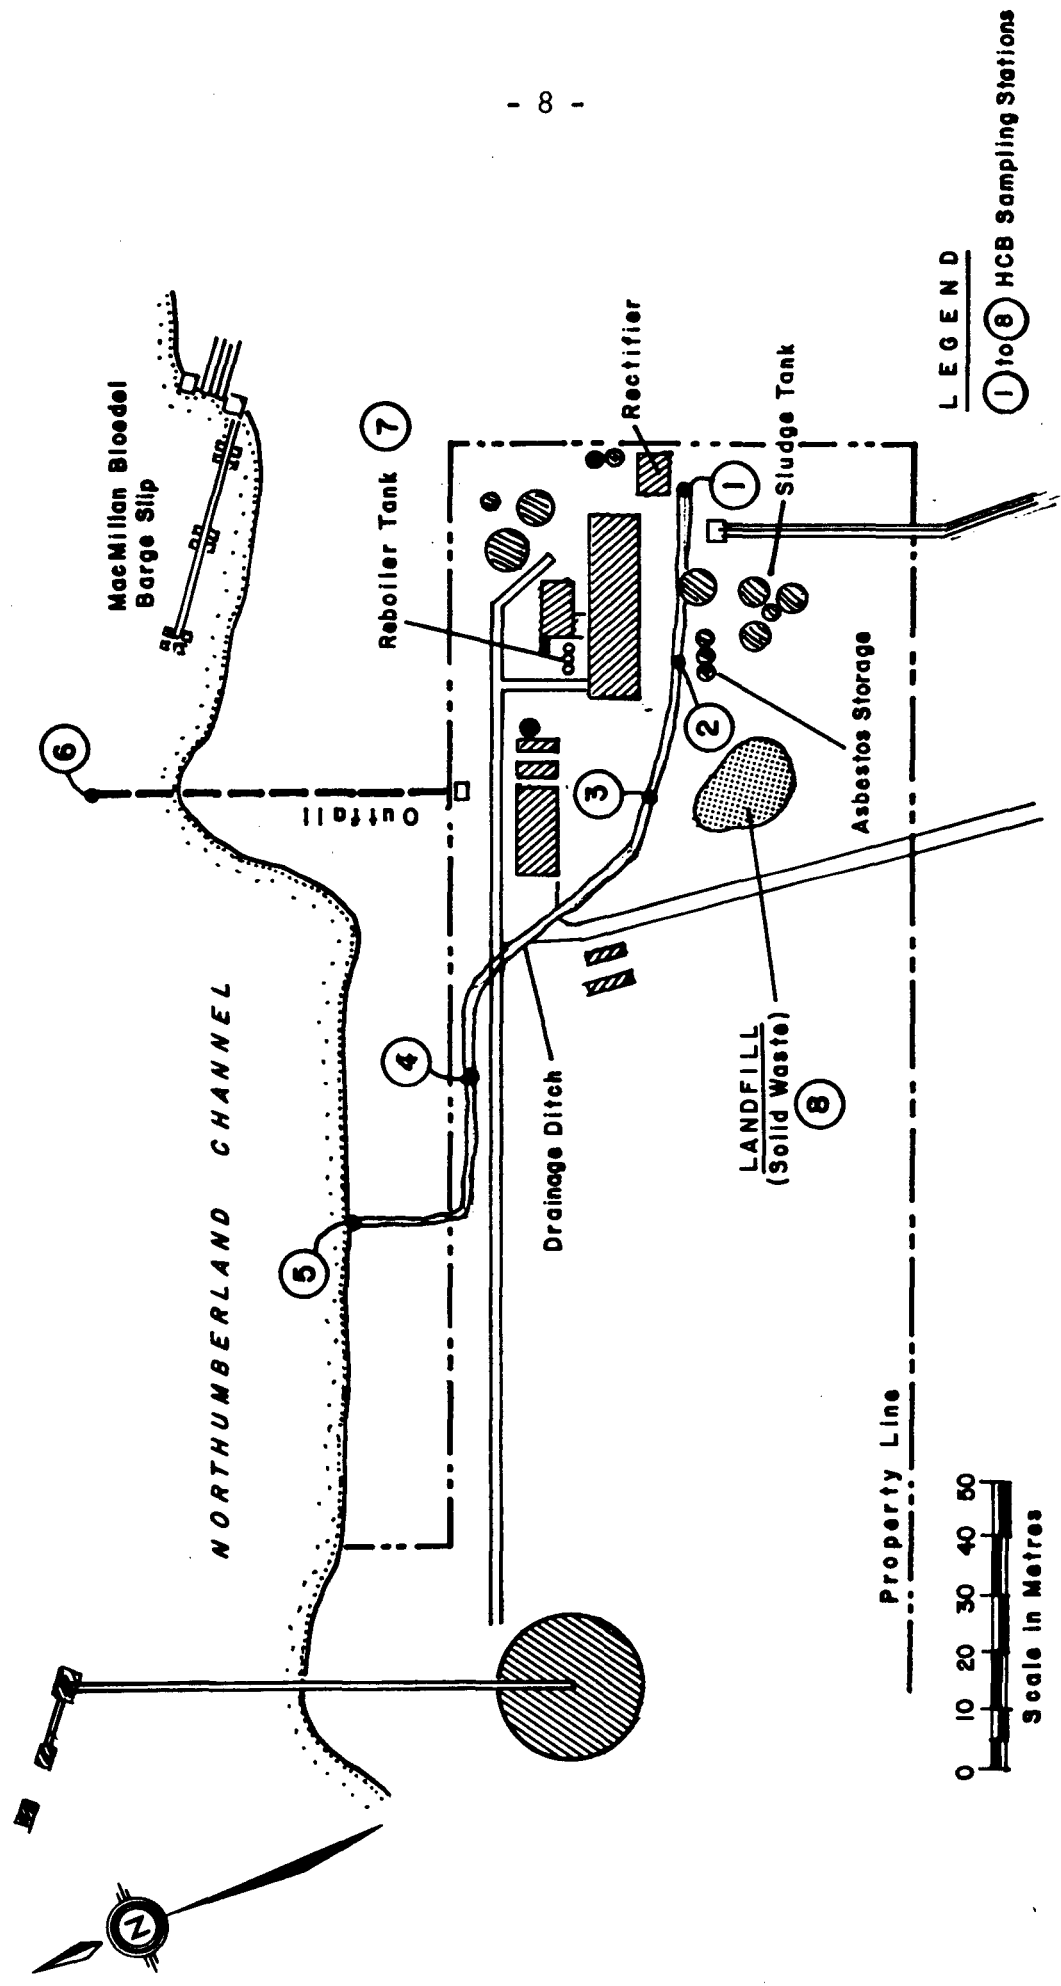 - 8 -
MacMillan Bloedel
Barge Slip
NORTHUMBERLAND CHANNEL
Outfall
6
Reboiler Tank
7
Rectifier
1
Sludge Tank
2
3
Asbestos Storage
4
5
Drainage Ditch
LANDFILL
(Solid Waste)
8
Property Line
N
0 10 20 30 40 50
Scale in Metres
LEGEND
1 to 8 HCB Sampling Stations